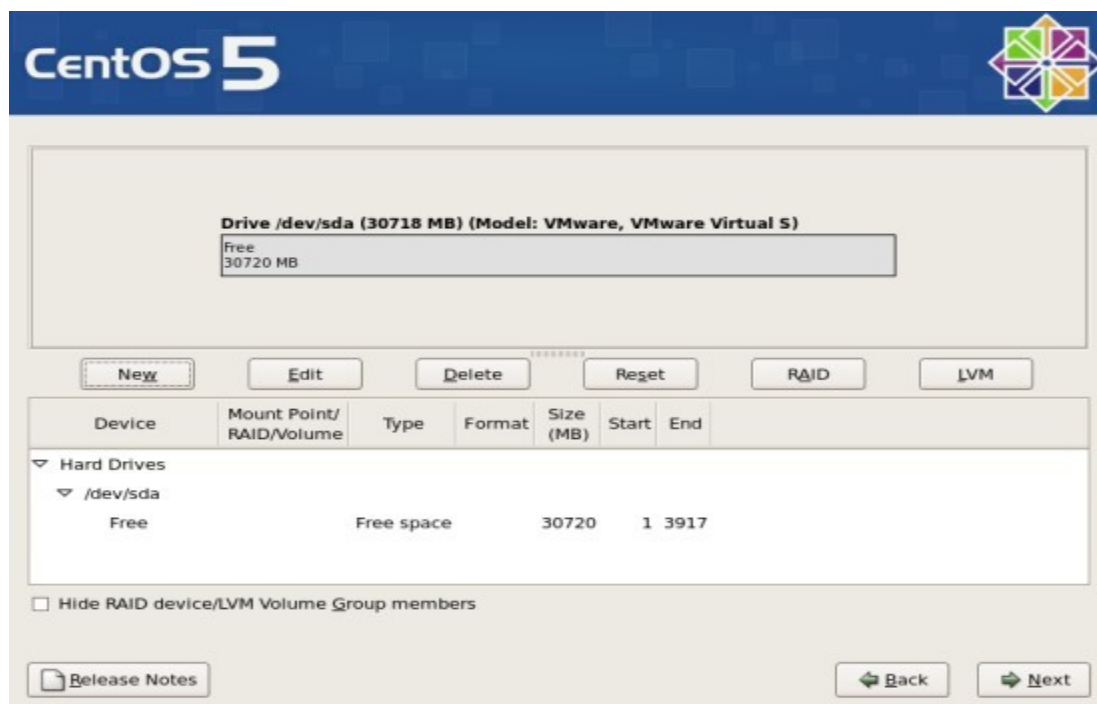 CentOS 5
Drive /dev/sda (30718 MB) (Model: VMware, VMware Virtual S)
Free
30720 MB
New
Edit
Delete
Reset
RAID
LVM
Device
Mount Point/
RAID/Volume
Type
Format
Size
(MB)
Start
End
Hard Drives
/dev/sda
Free Free space 30720 1 3917
Hide RAID device/LVM Volume Group members
Release Notes
Back
Next